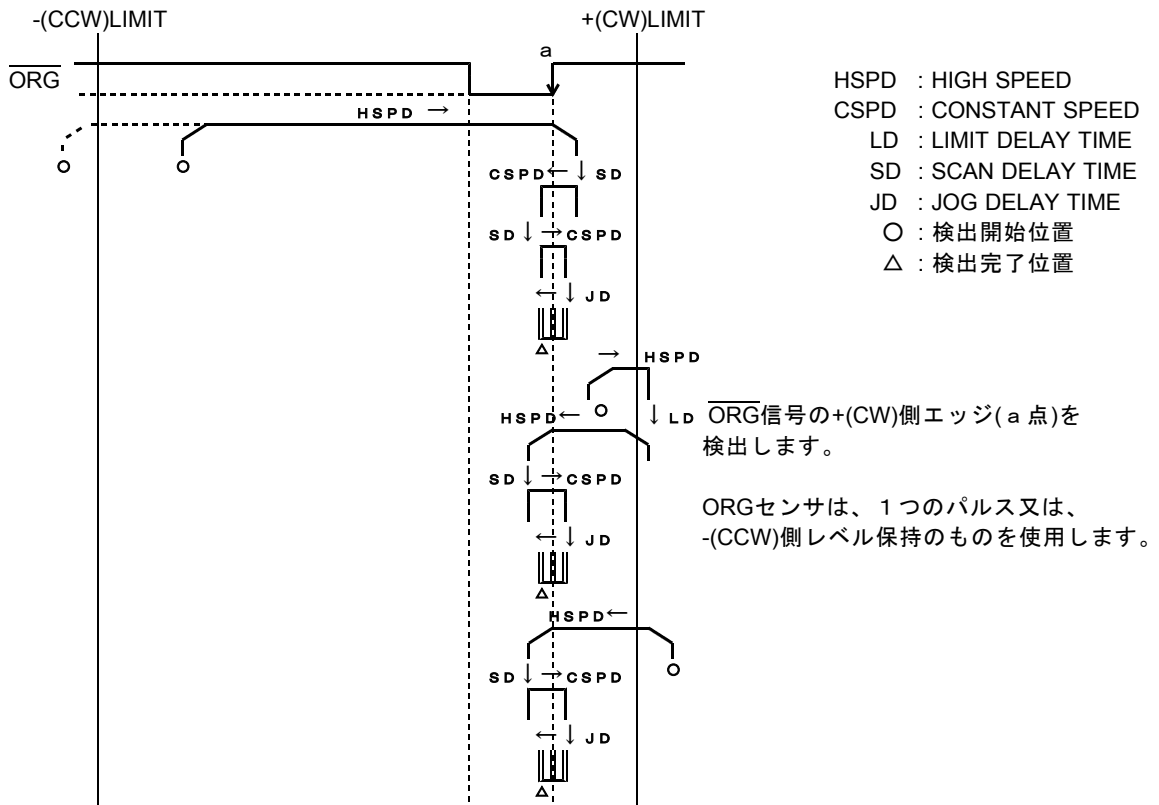 -(CCW)LIMIT
+(CW)LIMIT
a
ORG
HSPD →
HSPD : HIGH SPEED
CSPD : CONSTANT SPEED
LD : LIMIT DELAY TIME
SD : SCAN DELAY TIME
JD : JOG DELAY TIME
○ : 検出開始位置
△ : 検出完了位置
CSPD← ↓ SD
SD ↓ →CSPD
← ↓ JD
△
→ HSPD
HSPD← ○ ↓ LD
ORG信号の+(CW)側エッジ(a点)を
検出します。
SD ↓ →CSPD
ORGセンサは、1つのパルス又は、
-(CCW)側レベル保持のものを使用します。
← ↓ JD
△
HSPD←
SD ↓ →CSPD
← ↓ JD
△